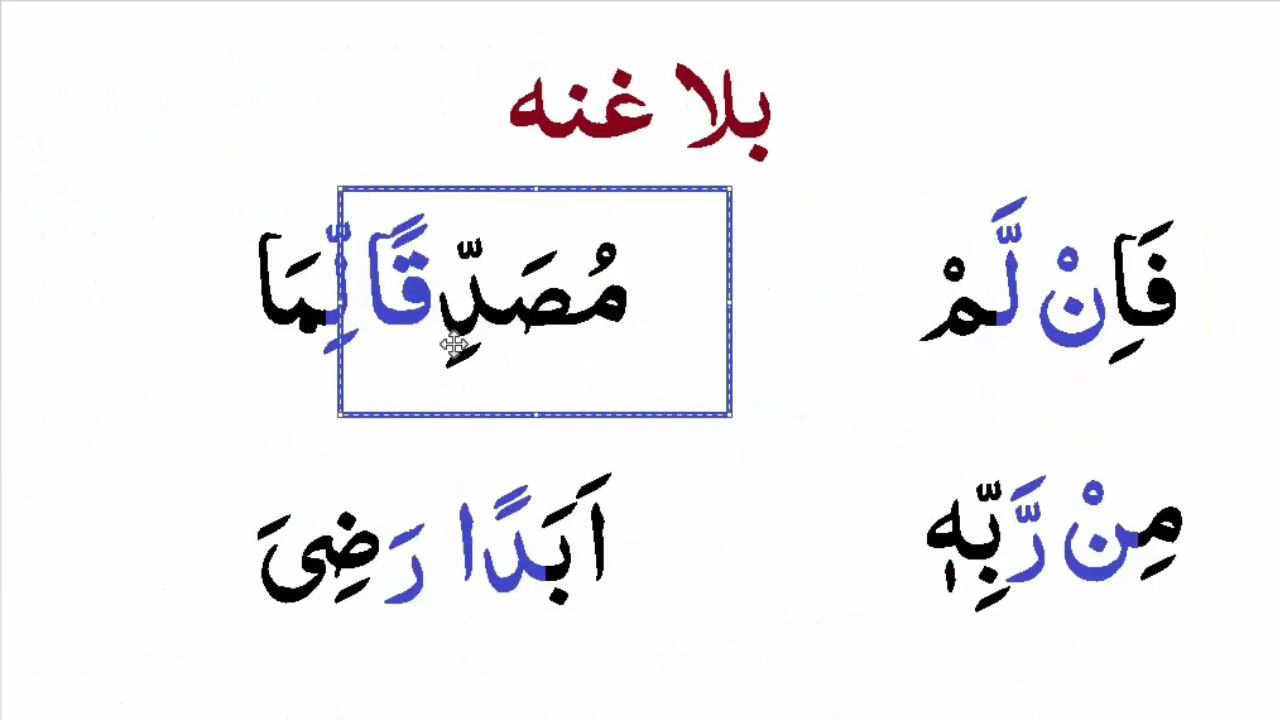 بلا غنه
فَاِنْ لَّمْ مُصَدِّقًا لِّمَا
مِنْ رَّبِّهٖ اَبَدًا رَضِىَ